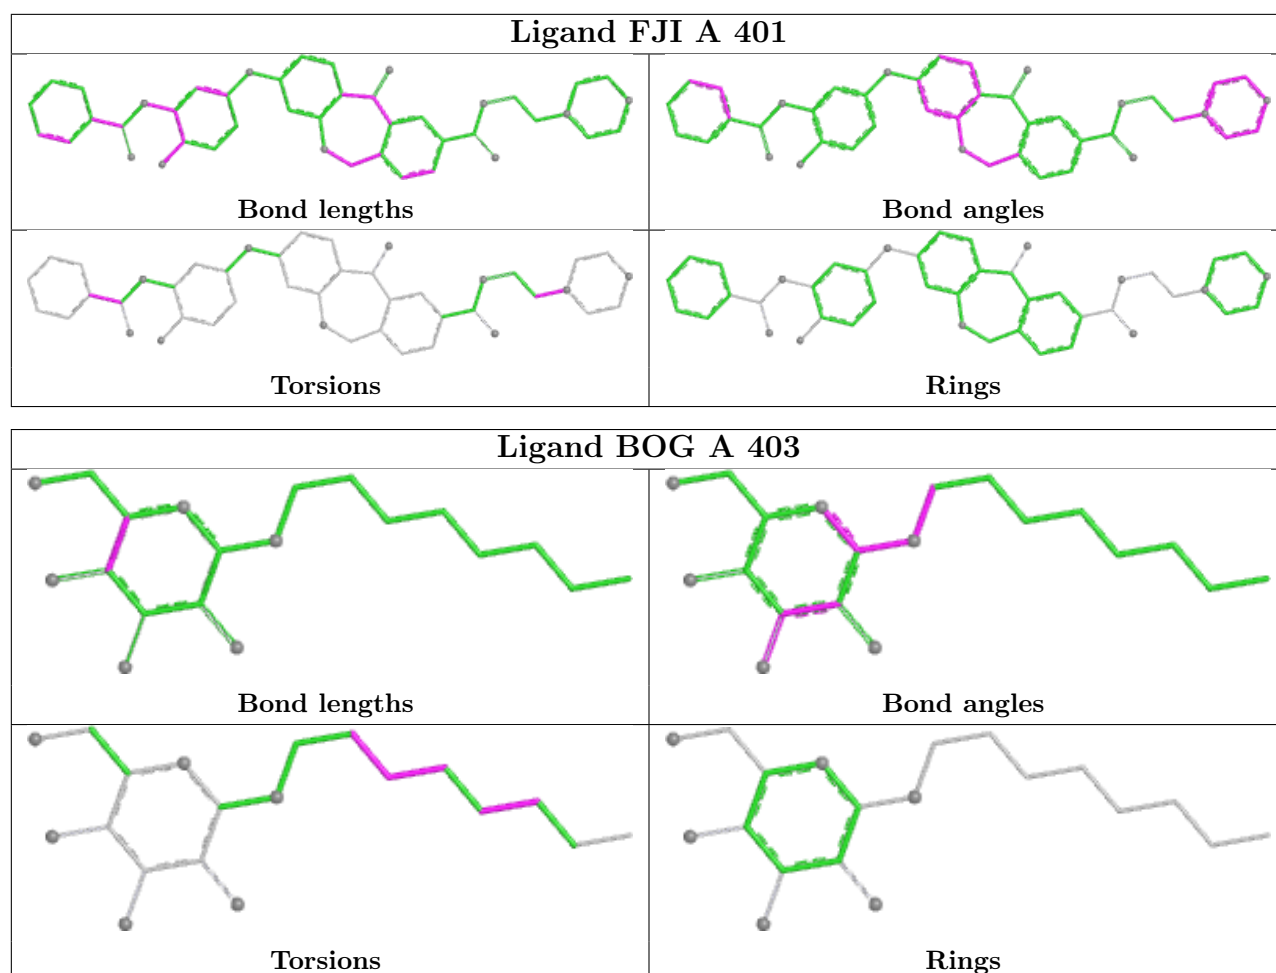 Ligand FJI A 401
Bond lengths
Bond angles
Torsions
Rings
Ligand BOG A 403
Bond lengths
Bond angles
Torsions
Rings